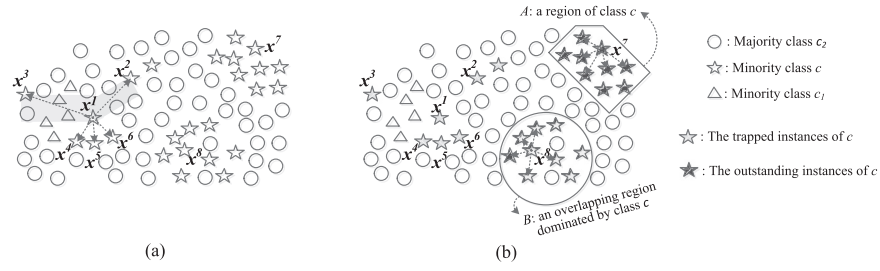 A: a region of class c
x7
x2
x3
x1
x4
x5
x6
x8
(a)
x7
x2
x3
x1
x4
x5
x6
x8
B: an overlapping region
dominated by class c
(b)
: Majority class c2
: Minority class c
: Minority class c1
: The trapped instances of c
: The outstanding instances of c